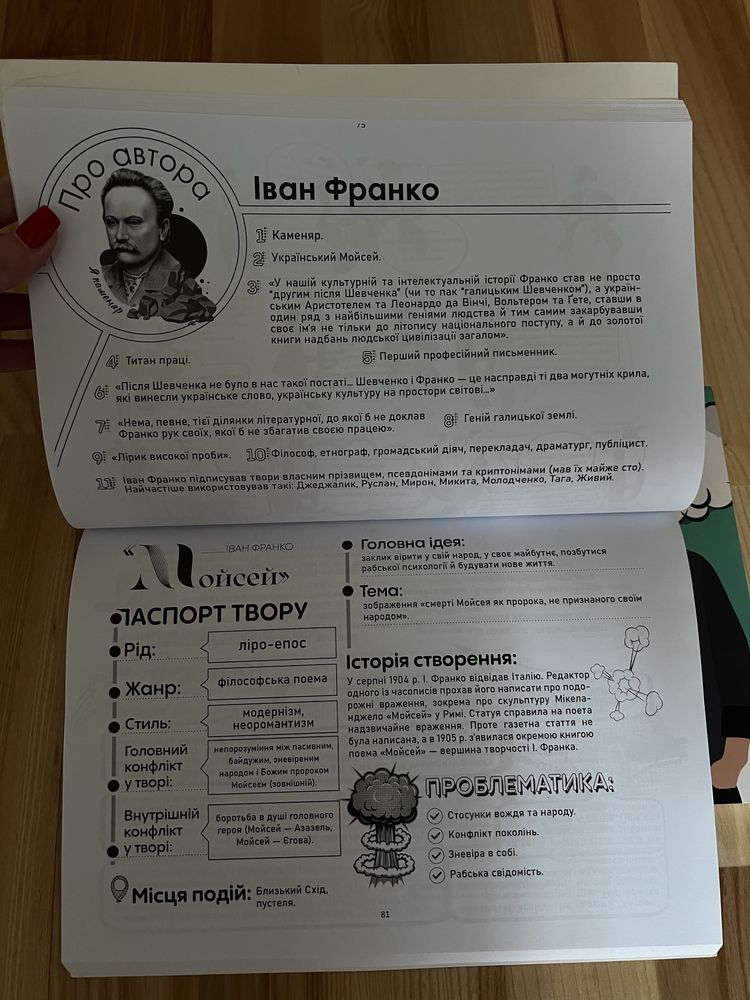 75
Про автора
Я каменяр
Іван Франко
1 Каменяр.
2 Український Мойсей.
3 «У нашій культурній та інтелектуальній історії Франко став не просто
"другим після Шевченка" (чи то пак "галицьким Шевченком"), а україн-
ським Аристотелем та Леонардо да Вінчі, Вольтером та Ґете, ставши в
один ряд з найбільшими геніями людства й тим самим закарбувавши
своє ім'я не тільки до літопису національного поступу, а й до золотої
книги надбань людської цивілізації загалом».
4 Титан праці.
5 Перший професійний письменник.
6 «Після Шевченка не було в нас такої постаті... Шевченко і Франко — це насправді ті два могутніх крила,
які винесли українське слово, українську культуру на простори світові...»
7 «Нема, певне, тієї ділянки літературної, до якої б не доклав
Франко рук своїх, якої б не збагатив своєю працею».
8 Геній галицької землі.
9 «Лірик високої проби».
10 Філософ, етнограф, громадський діяч, перекладач, драматург, публіцист.
11 Іван Франко підписував твори власним прізвищем, псевдонімами та криптонімами (мав їх майже сто).
Найчастіше використовував такі: Джеджалик, Руслан, Мирон, Микита, Молодченко, Тага, Живий.
ІВАН ФРАНКО
«Мойсей»
ПАСПОРТ ТВОРУ
Рід:
ліро-епос
Жанр:
філософська поема
Стиль:
модернізм,
неоромантизм
Головний
конфлікт
у творі:
непорозуміння між пасивним,
байдужим, зневіреним
народом і Божим пророком
Мойсеєм (зовнішній).
Внутрішній
конфлікт
у творі:
боротьба в душі головного
героя (Мойсей — Азазель,
Мойсей — Єгова).
Місця подій: Близький Схід,
пустеля.
Головна ідея:
заклик вірити у свій народ, у своє майбутнє, позбутися
рабської психології й будувати нове життя.
Тема:
зображення «смерті Мойсея як пророка, не признаного своїм
народом».
Історія створення:
У серпні 1904 р. І. Франко відвідав Італію. Редактор
одного із часописів прохав його написати про подо-
рожні враження, зокрема про скульптуру Мікела-
нджело «Мойсей» у Римі. Статуя справила на поета
надзвичайне враження. Проте газетна стаття не
була написана, а в 1905 р. з'явилася окремою книгою
поема «Мойсей» — вершина творчості І. Франка.
ПРОБЛЕМАТИКА:
Стосунки вождя та народу.
Конфлікт поколінь.
Зневіра в собі.
Рабська свідомість.
81